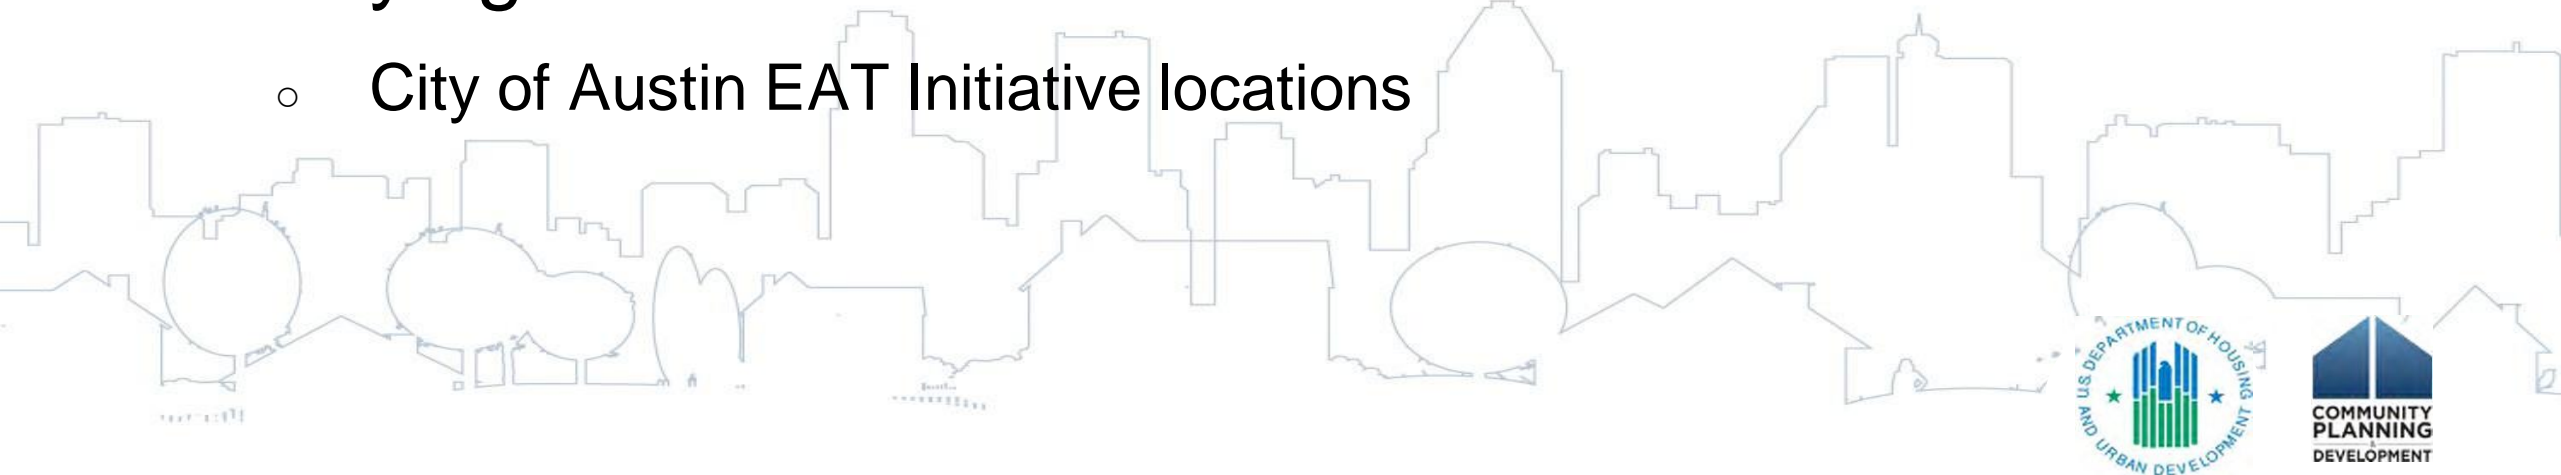 ○ City of Austin EAT Initiative locations
U.S. DEPARTMENT OF HOUSING AND URBAN DEVELOPMENT
COMMUNITY
PLANNING
&
DEVELOPMENT